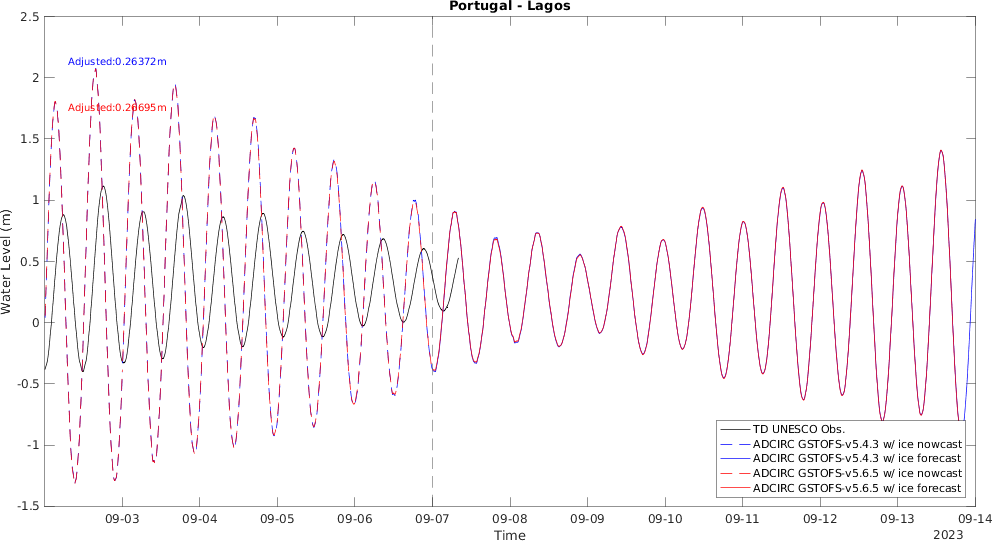 Portugal - Lagos
2.5
2
1.5
1
0.5
0
-0.5
-1
-1.5
Water Level (m)
Adjusted:0.26372m
Adjusted:0.26695m
TD UNESCO Obs.
ADCIRC GSTOFS-v5.4.3 w/ ice nowcast
ADCIRC GSTOFS-v5.4.3 w/ ice forecast
ADCIRC GSTOFS-v5.6.5 w/ ice nowcast
ADCIRC GSTOFS-v5.6.5 w/ ice forecast
09-03 09-04 09-05 09-06 09-07 09-08 09-09 09-10 09-11 09-12 09-13 09-14
Time
2023